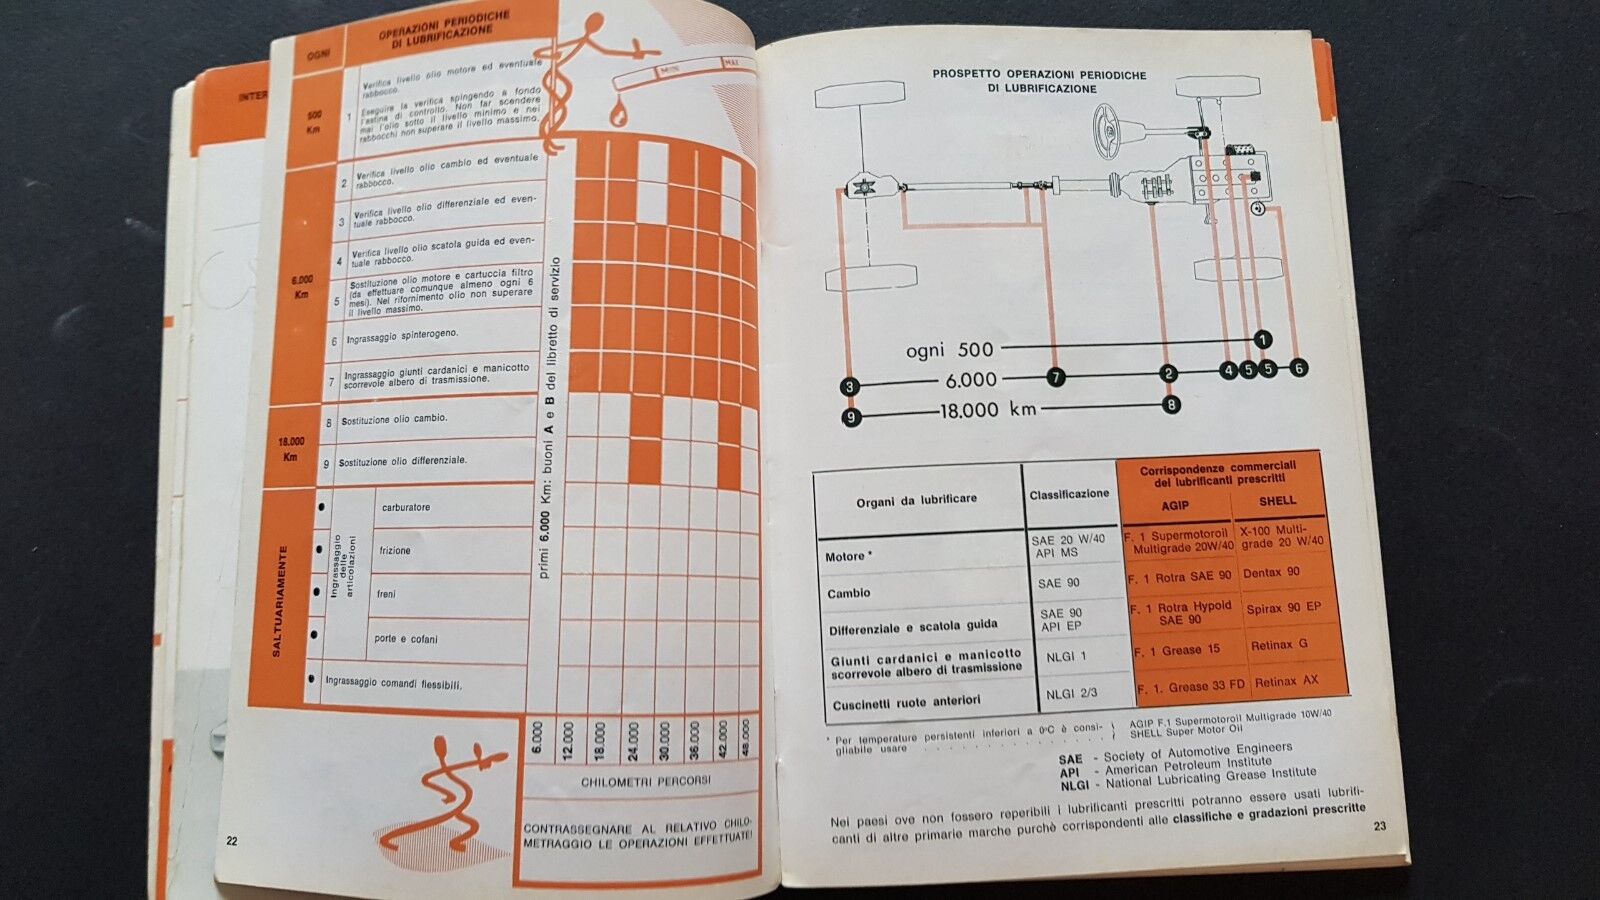 INTER
OGNI
OPERAZIONI PERIODICHE
DI LUBRIFICAZIONE
500
Km
1
Verifica livello olio motore ed eventuale
rabbocco.
Eseguire la verifica spingendo a fondo
l'astina di controllo. Non far scendere
mai l'olio sotto il livello minimo e nei
rabbocchi non superare il livello massimo.
MIN
MAX
6.000
Km
2
Verifica livello olio cambio ed eventuale
rabbocco.
3
Verifica livello olio differenziale ed even-
tuale rabbocco.
4
Verifica livello olio scatola guida ed even-
tuale rabbocco.
5
Sostituzione olio motore e cartuccia filtro
(da effettuare comunque almeno ogni 6
mesi). Nel rifornimento olio non superare
il livello massimo.
6
Ingrassaggio spinterogeno.
7
Ingrassaggio giunti cardanici e manicotto
scorrevole albero di trasmissione.
18.000
Km
8
Sostituzione olio cambio.
9
Sostituzione olio differenziale.
SALTUARIAMENTE
Ingrassaggio
delle
articolazioni
carburatore
frizione
freni
porte e cofani
Ingrassaggio comandi flessibili.
primi 6.000 Km: buoni A e B del libretto di servizio
6.000
12.000
18.000
24.000
30.000
36.000
42.000
48.000
CHILOMETRI PERCORSI
CONTRASSEGNARE AL RELATIVO CHILO-
METRAGGIO LE OPERAZIONI EFFETTUATE!
22
PROSPETTO OPERAZIONI PERIODICHE
DI LUBRIFICAZIONE
ogni 500 1
3 6.000 7 2 4 5 5 6
9 18.000 km 8
Organi da lubrificare
Classificazione
Corrispondenze commerciali
dei lubrificanti prescritti
AGIP
SHELL
Motore *
SAE 20 W/40
API MS
F. 1 Supermotoroil
Multigrade 20W/40
X-100 Multi-
grade 20 W/40
Cambio
SAE 90
F. 1 Rotra SAE 90
Dentax 90
Differenziale e scatola guida
SAE 90
API EP
F. 1 Rotra Hypoid
SAE 90
Spirax 90 EP
Giunti cardanici e manicotto
scorrevole albero di trasmissione
NLGI 1
F. 1 Grease 15
Retinax G
Cuscinetti ruote anteriori
NLGI 2/3
F. 1. Grease 33 FD
Retinax AX
* Per temperature persistenti inferiori a 0°C è consi-
gliabile usare . . . . . . . . . . . . . .
AGIP F.1 Supermotoroil Multigrade 10W/40
SHELL Super Motor Oil
SAE - Society of Automotive Engineers
API - American Petroleum Institute
NLGI - National Lubricating Grease Institute
Nei paesi ove non fossero reperibili i lubrificanti prescritti potranno essere usati lubrifi-
canti di altre primarie marche purchè corrispondenti alle classifiche e gradazioni prescritte
23